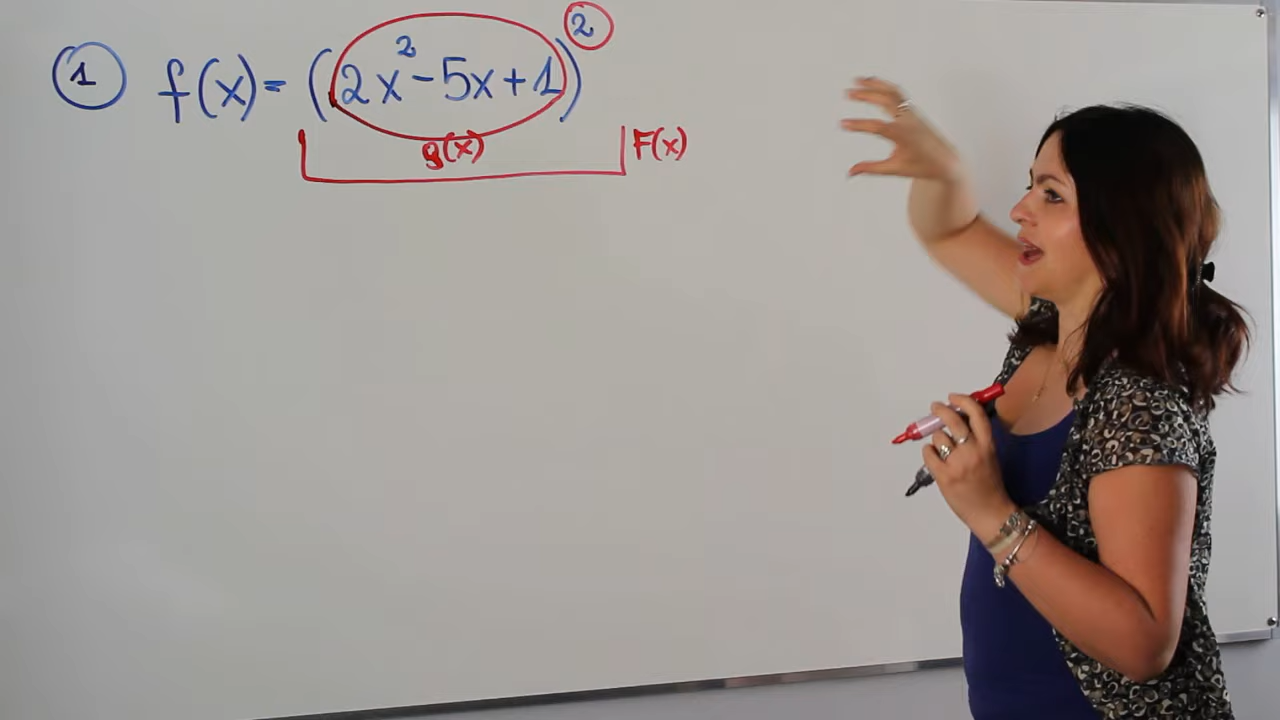 1 f(x) = (2x² - 5x + 1)²
g(x) F(x)